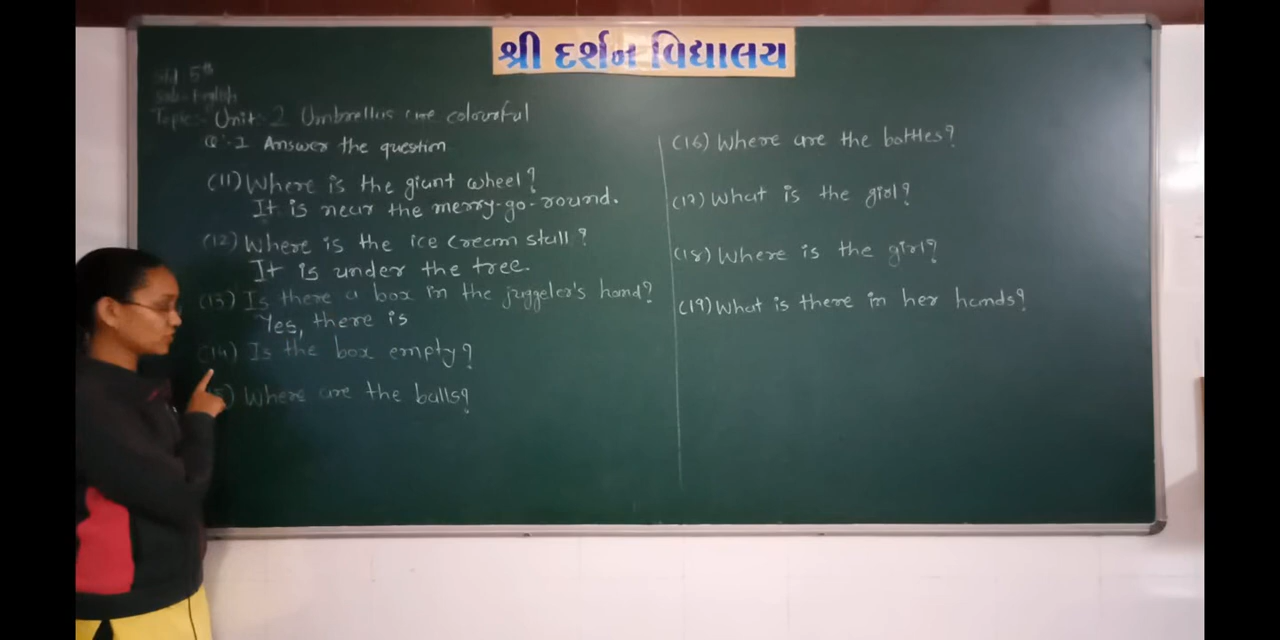 શ્રી દર્શન વિદ્યાલય
Std 5th
Sub:- English
Topic:- Unit:- 2 Umbrellas are colourful
Q:-1 Answer the question
(11) Where is the giant wheel?
It is near the merry-go-round.
(12) Where is the ice cream stall?
It is under the tree.
(13) Is there a box in the juggeler's hand?
Yes, there is
(14) Is the box empty?
15) Where are the balls?
(16) Where are the bottles?
(17) What is the girl?
(18) Where is the girl?
(19) What is there in her hands?